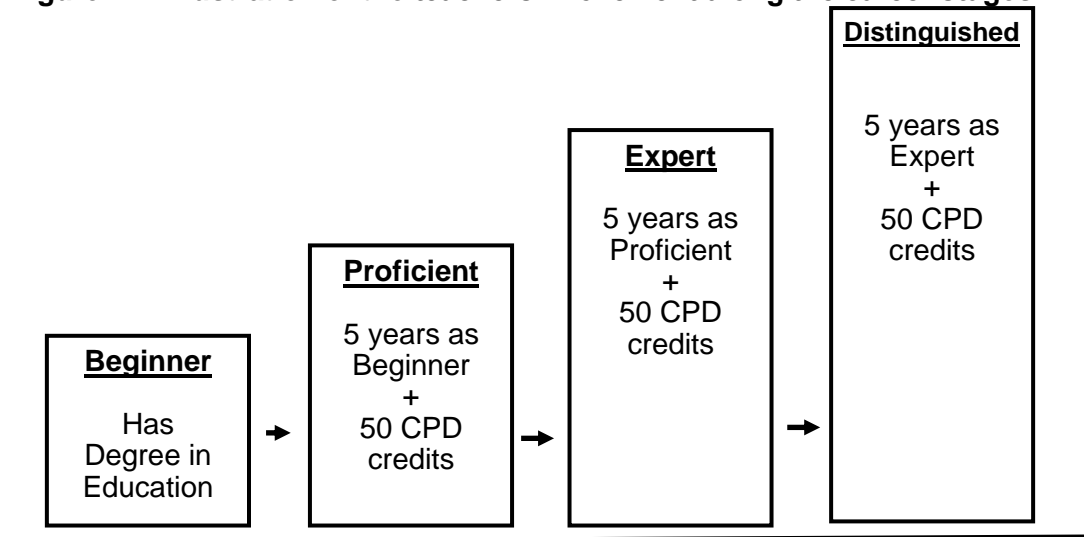 Distinguished
5 years as
Expert
+
50 CPD
credits
Expert
5 years as
Proficient
+
50 CPD
credits
Proficient
5 years as
Beginner
+
50 CPD
credits
Beginner
Has
Degree in
Education